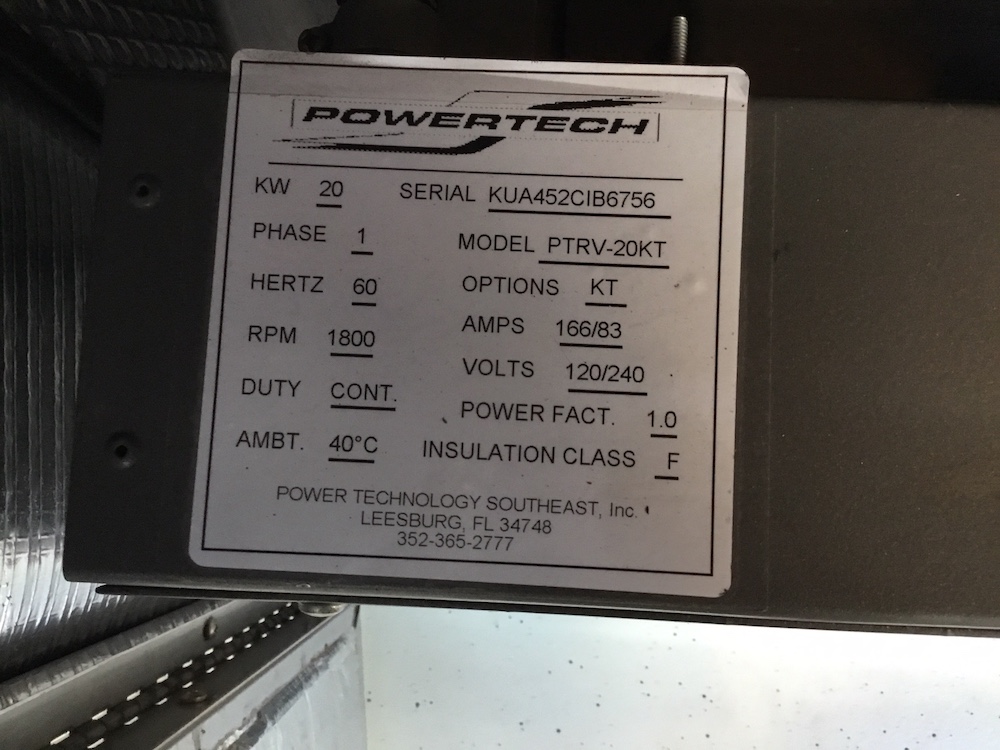 POWERTECH
KW 20 SERIAL KUA452CIB6756
PHASE 1 MODEL PTRV-20KT
HERTZ 60 OPTIONS KT
RPM 1800 AMPS 166/83
VOLTS 120/240
DUTY CONT. POWER FACT. 1.0
AMBT. 40°C INSULATION CLASS F
POWER TECHNOLOGY SOUTHEAST, Inc.
LEESBURG, FL 34748
352-365-2777